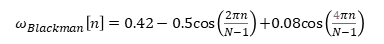 ω_Blackman[n] = 0.42 − 0.5cos(2πn/(N−1)) +0.08cos(4πn/(N−1))